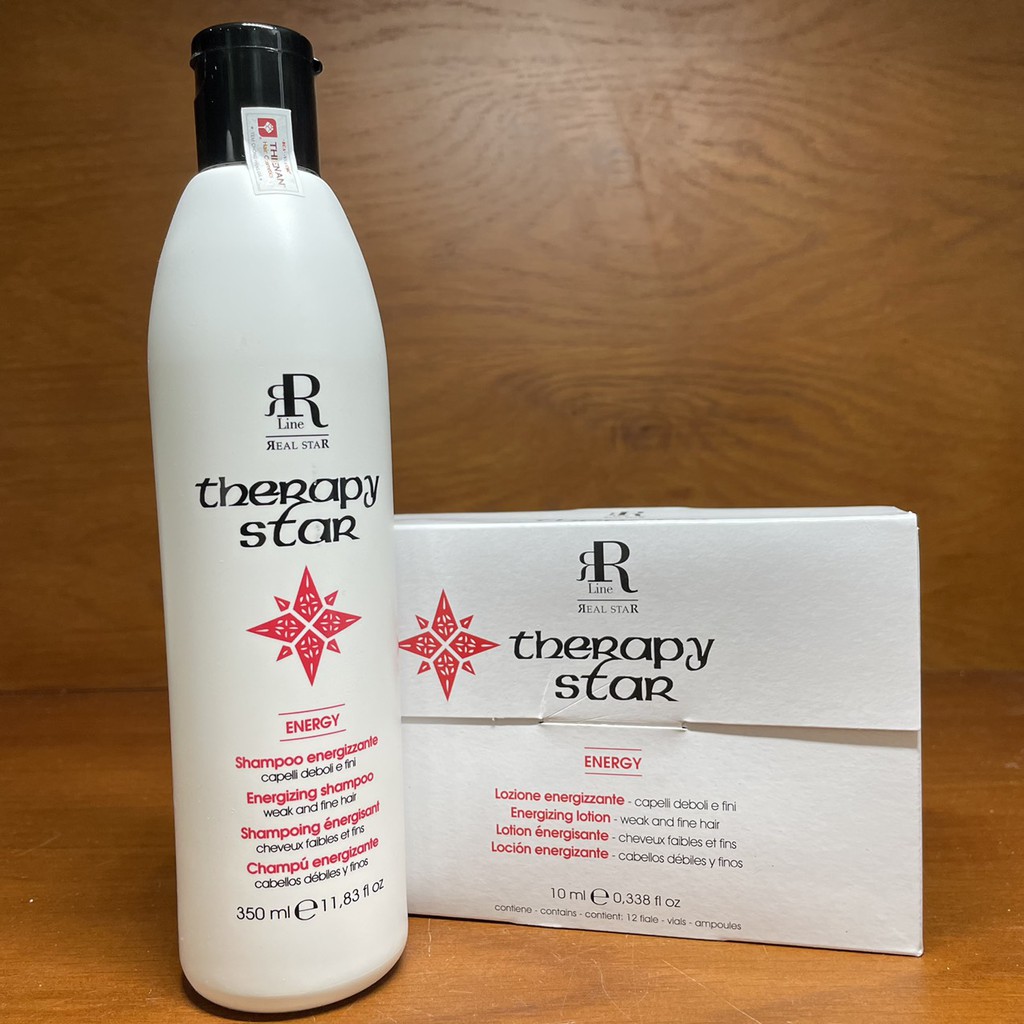 THIENAN
RR
Line
REAL STAR
therapy
star
ENERGY
Shampoo energizzante
capelli deboli e fini
Energizing shampoo
weak and fine hair
Shampoing énergisant
cheveux faibles et fins
Champú energizante
cabellos débiles y finos
350 ml e 11,83 fl oz
RR
Line
REAL STAR
therapy
star
ENERGY
Lozione energizzante - capelli deboli e fini
Energizing lotion - weak and fine hair
Lotion énergisante - cheveux faibles et fins
Loción energizante - cabellos débiles y finos
10 ml e 0,338 fl oz
contiene - contains - contient: 12 fiale - vials - ampoules